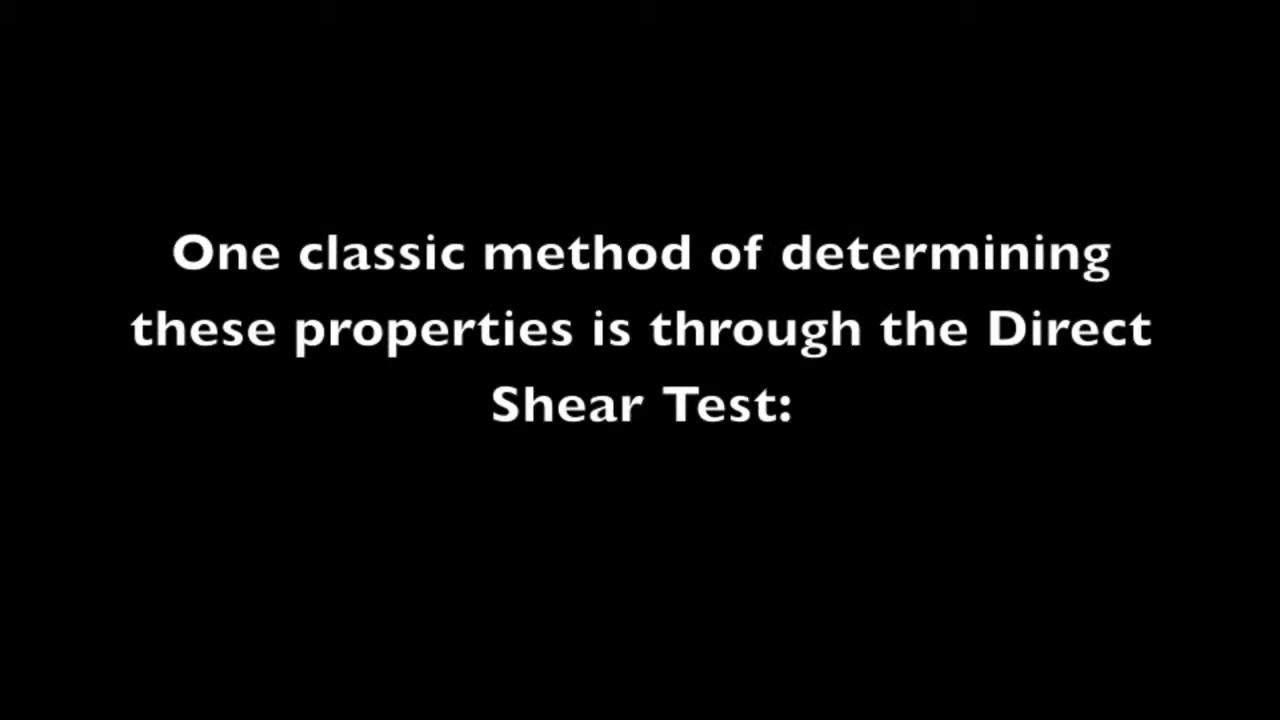 One classic method of determining
these properties is through the Direct
Shear Test: